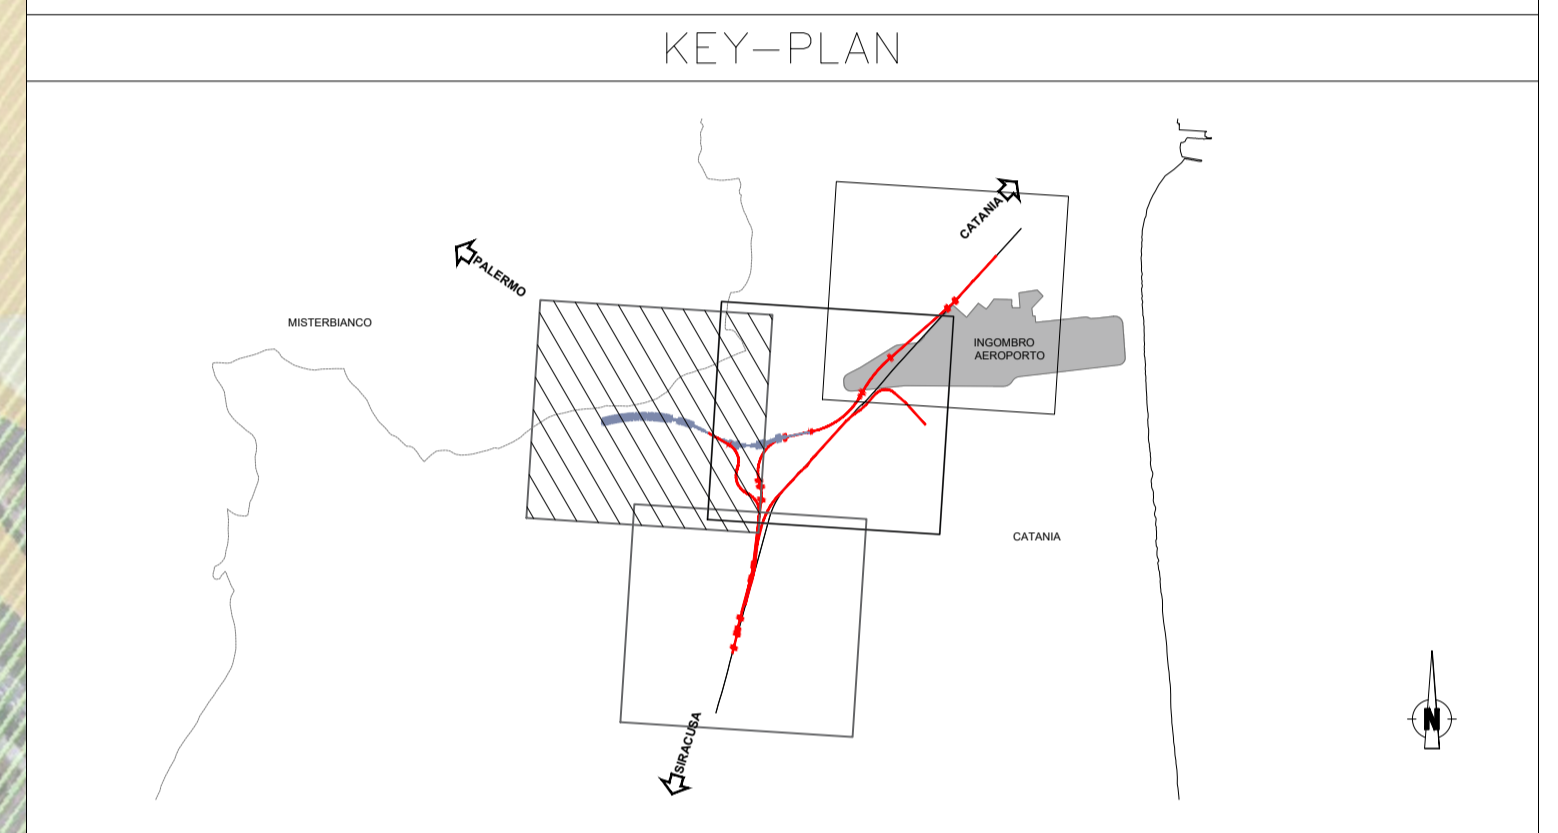 KEY-PLAN
CATANIA
PALERMO
MISTERBIANCO
INGOMBRO
AEROPORTO
CATANIA
SIRACUSA
N